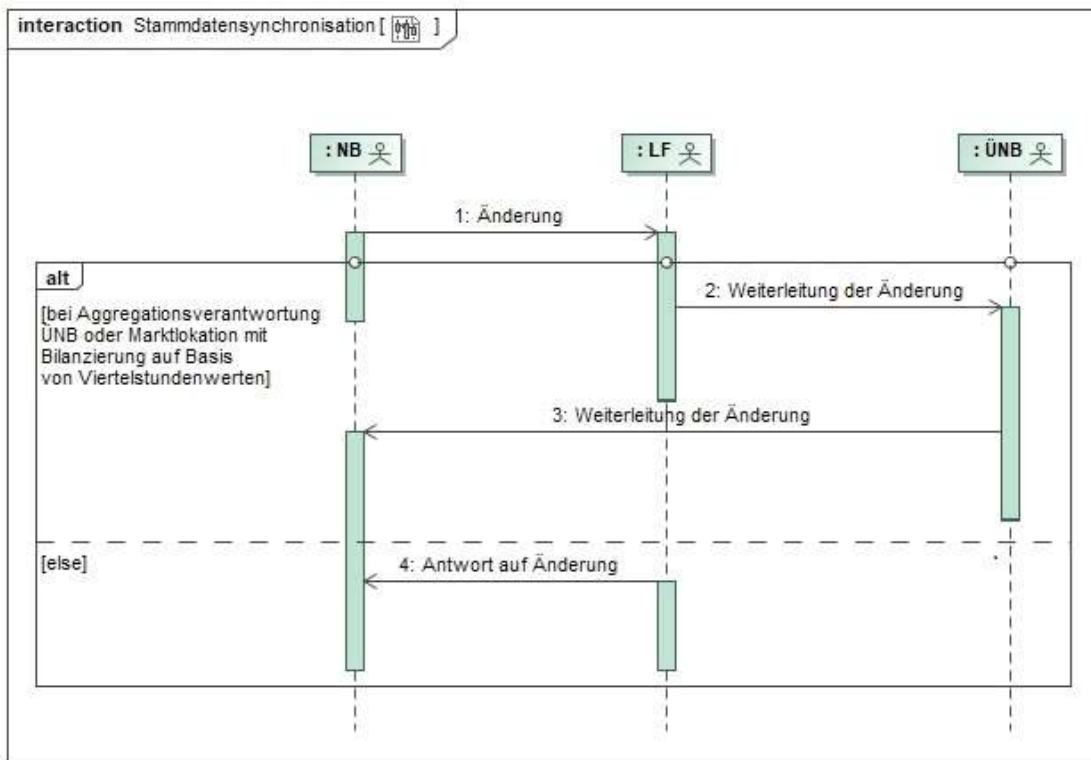 interaction Stammdatensynchronisation [ ]
: NB
: LF
: ÜNB
1: Änderung
alt
2: Weiterleitung der Änderung
[bei Aggregationsverantwortung
ÜNB oder Marktlokation mit
Bilanzierung auf Basis
von Viertelstundenwerten]
3: Weiterleitung der Änderung
[else]
4: Antwort auf Änderung